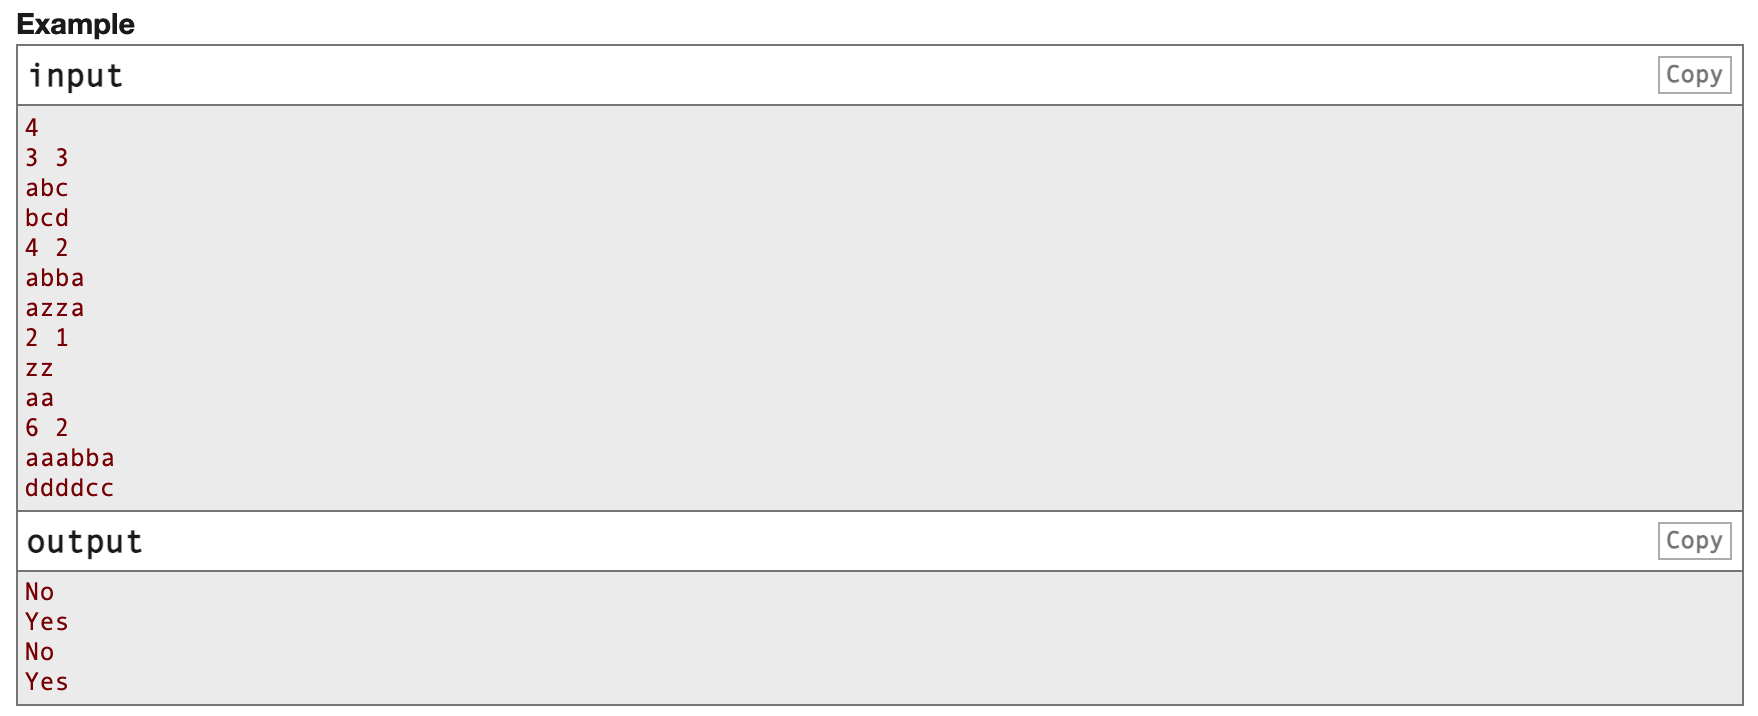 Example
input
Copy
4
3 3
abc
bcd
4 2
abba
azza
2 1
zz
aa
6 2
aaabba
ddddcc
output
Copy
No
Yes
No
Yes